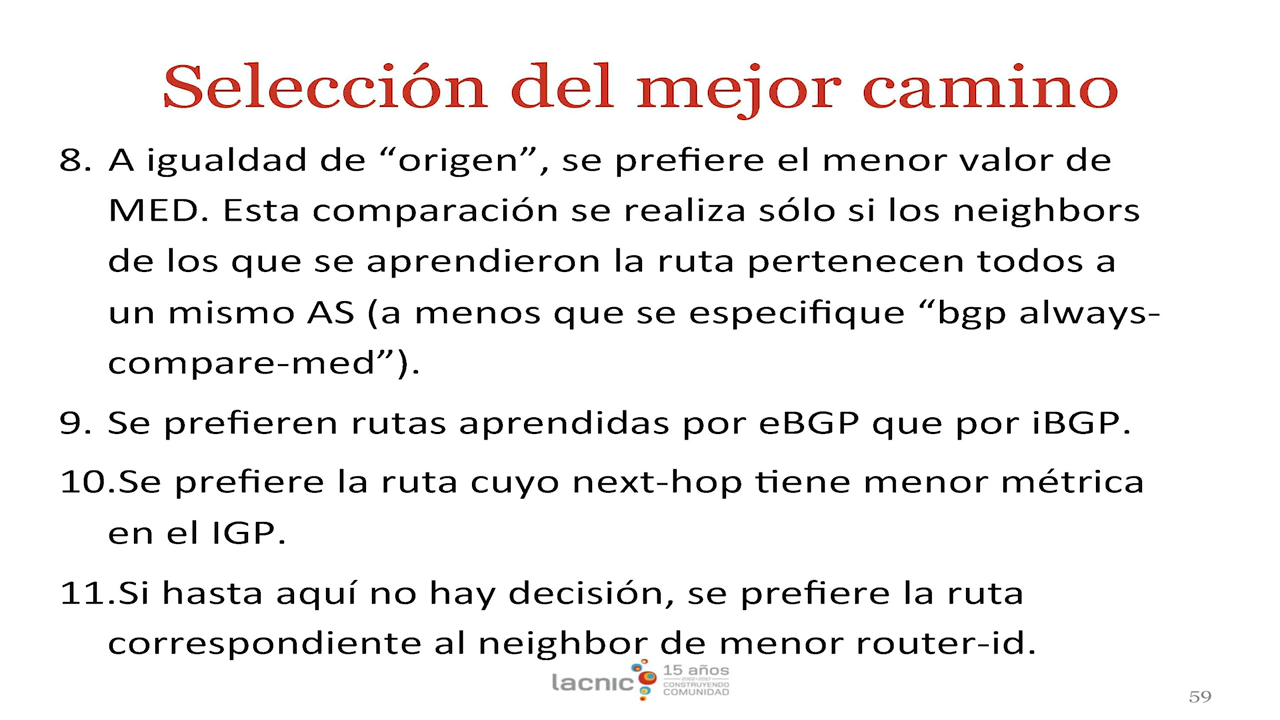 Selección del mejor camino
8. A igualdad de “origen”, se prefiere el menor valor de
MED. Esta comparación se realiza sólo si los neighbors
de los que se aprendieron la ruta pertenecen todos a
un mismo AS (a menos que se especifique “bgp always-
compare-med”).
9. Se prefieren rutas aprendidas por eBGP que por iBGP.
10.Se prefiere la ruta cuyo next-hop tiene menor métrica
en el IGP.
11.Si hasta aquí no hay decisión, se prefiere la ruta
correspondiente al neighbor de menor router-id.
lacnic 15 años
2002-2017
CONSTRUYENDO
COMUNIDAD
59